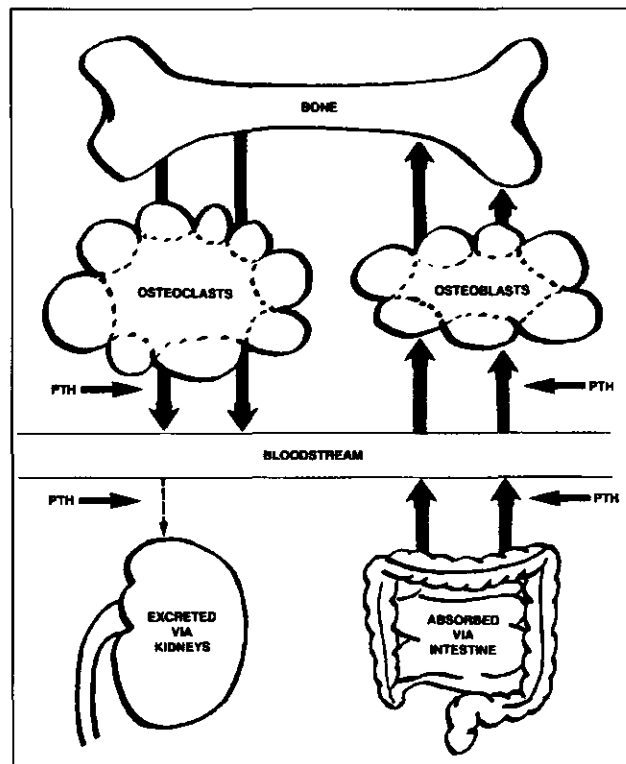 BONE
OSTEOCLASTS
OSTEOBLASTS
PTH
PTH
BLOODSTREAM
PTH
PTH
EXCRETED
VIA
KIDNEYS
ABSORBED
VIA
INTESTINE